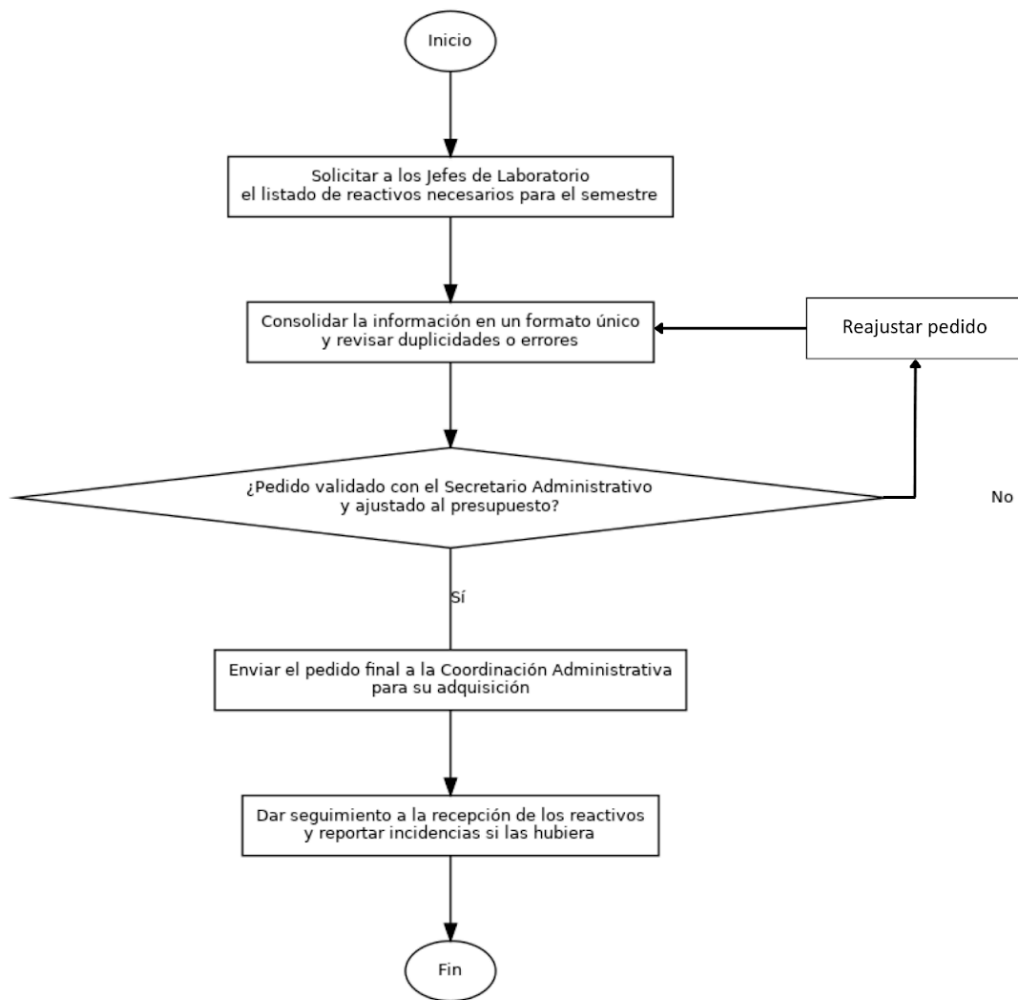 Inicio
Solicitar a los Jefes de Laboratorio
el listado de reactivos necesarios para el semestre
Consolidar la información en un formato único
y revisar duplicidades o errores
Reajustar pedido
¿Pedido validado con el Secretario Administrativo
y ajustado al presupuesto?
No
Sí
Enviar el pedido final a la Coordinación Administrativa
para su adquisición
Dar seguimiento a la recepción de los reactivos
y reportar incidencias si las hubiera
Fin